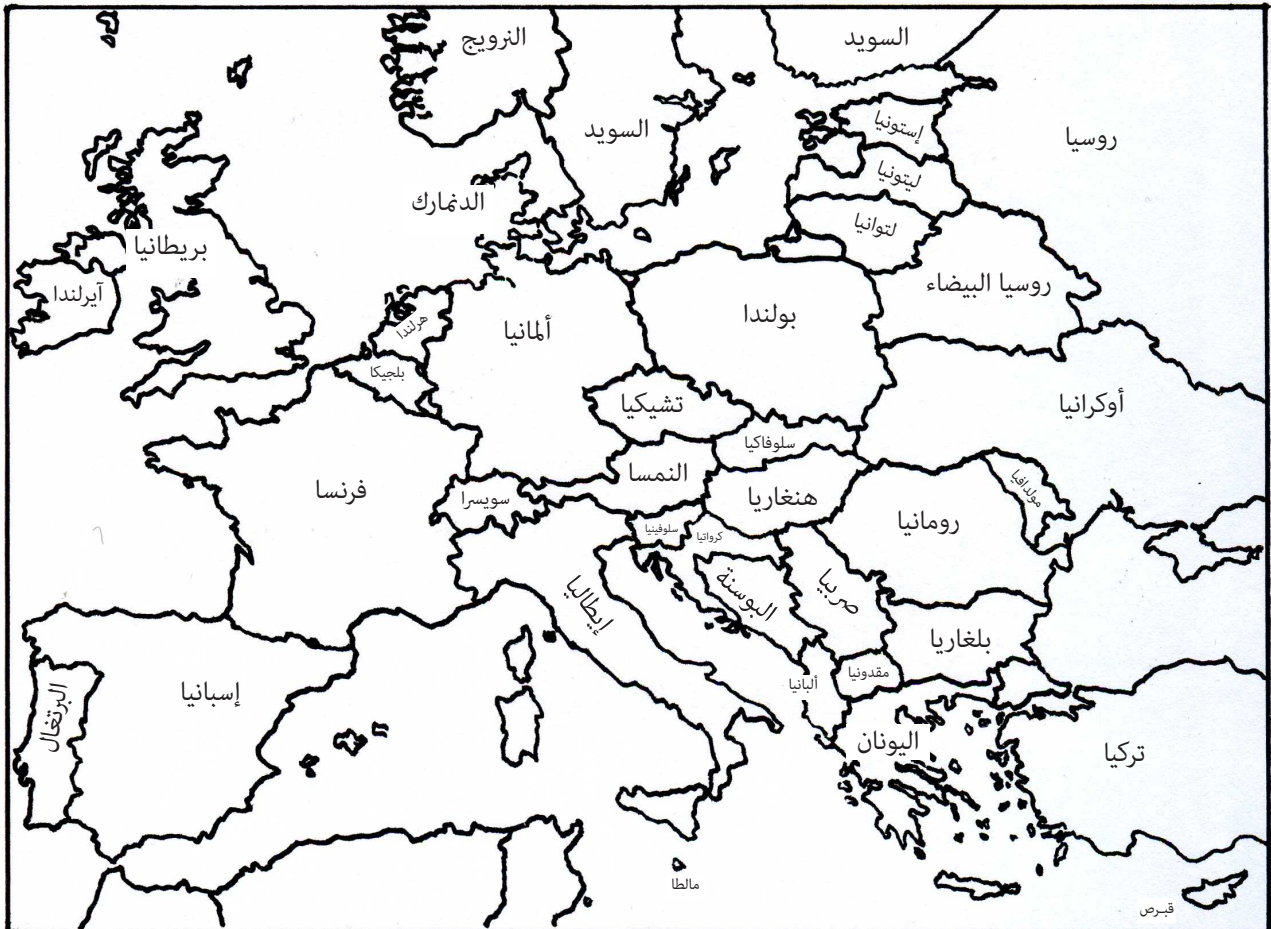 النرويج
السويد
السويد
إستونيا
روسيا
ليتونيا
الدنمارك
لتوانيا
بريطانيا
روسيا البيضاء
آيرلندا
هرلندا
ألمانيا
بولندا
بلجيكا
تشيكيا
أوكرانيا
سلوفاكيا
النمسا
فرنسا
سويسرا
هنغاريا
مولدافيا
رومانيا
سلوفينيا
كرواتيا
إيطاليا
البوسنة
صربيا
بلغاريا
مقدونيا
ألبانيا
إسبانيا
البرتغال
اليونان
تركيا
مالطا
قبرص